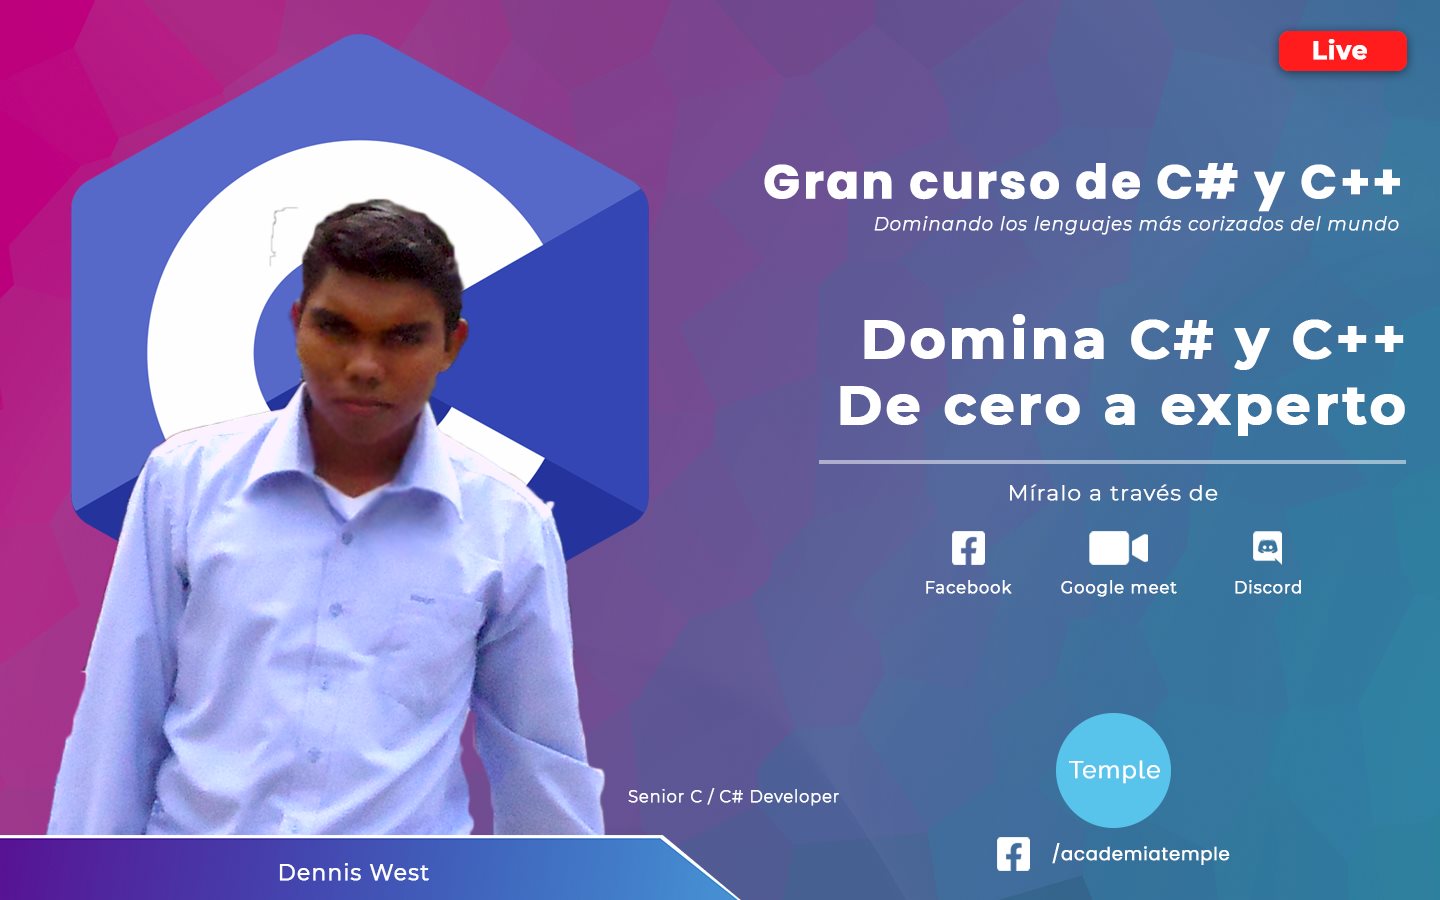 Live
Gran curso de C# y C++
Dominando los lenguajes más corizados del mundo
Domina C# y C++
De cero a experto
Míralo a través de
Facebook Google meet Discord
Temple
Senior C / C# Developer
/academiatemple
Dennis West